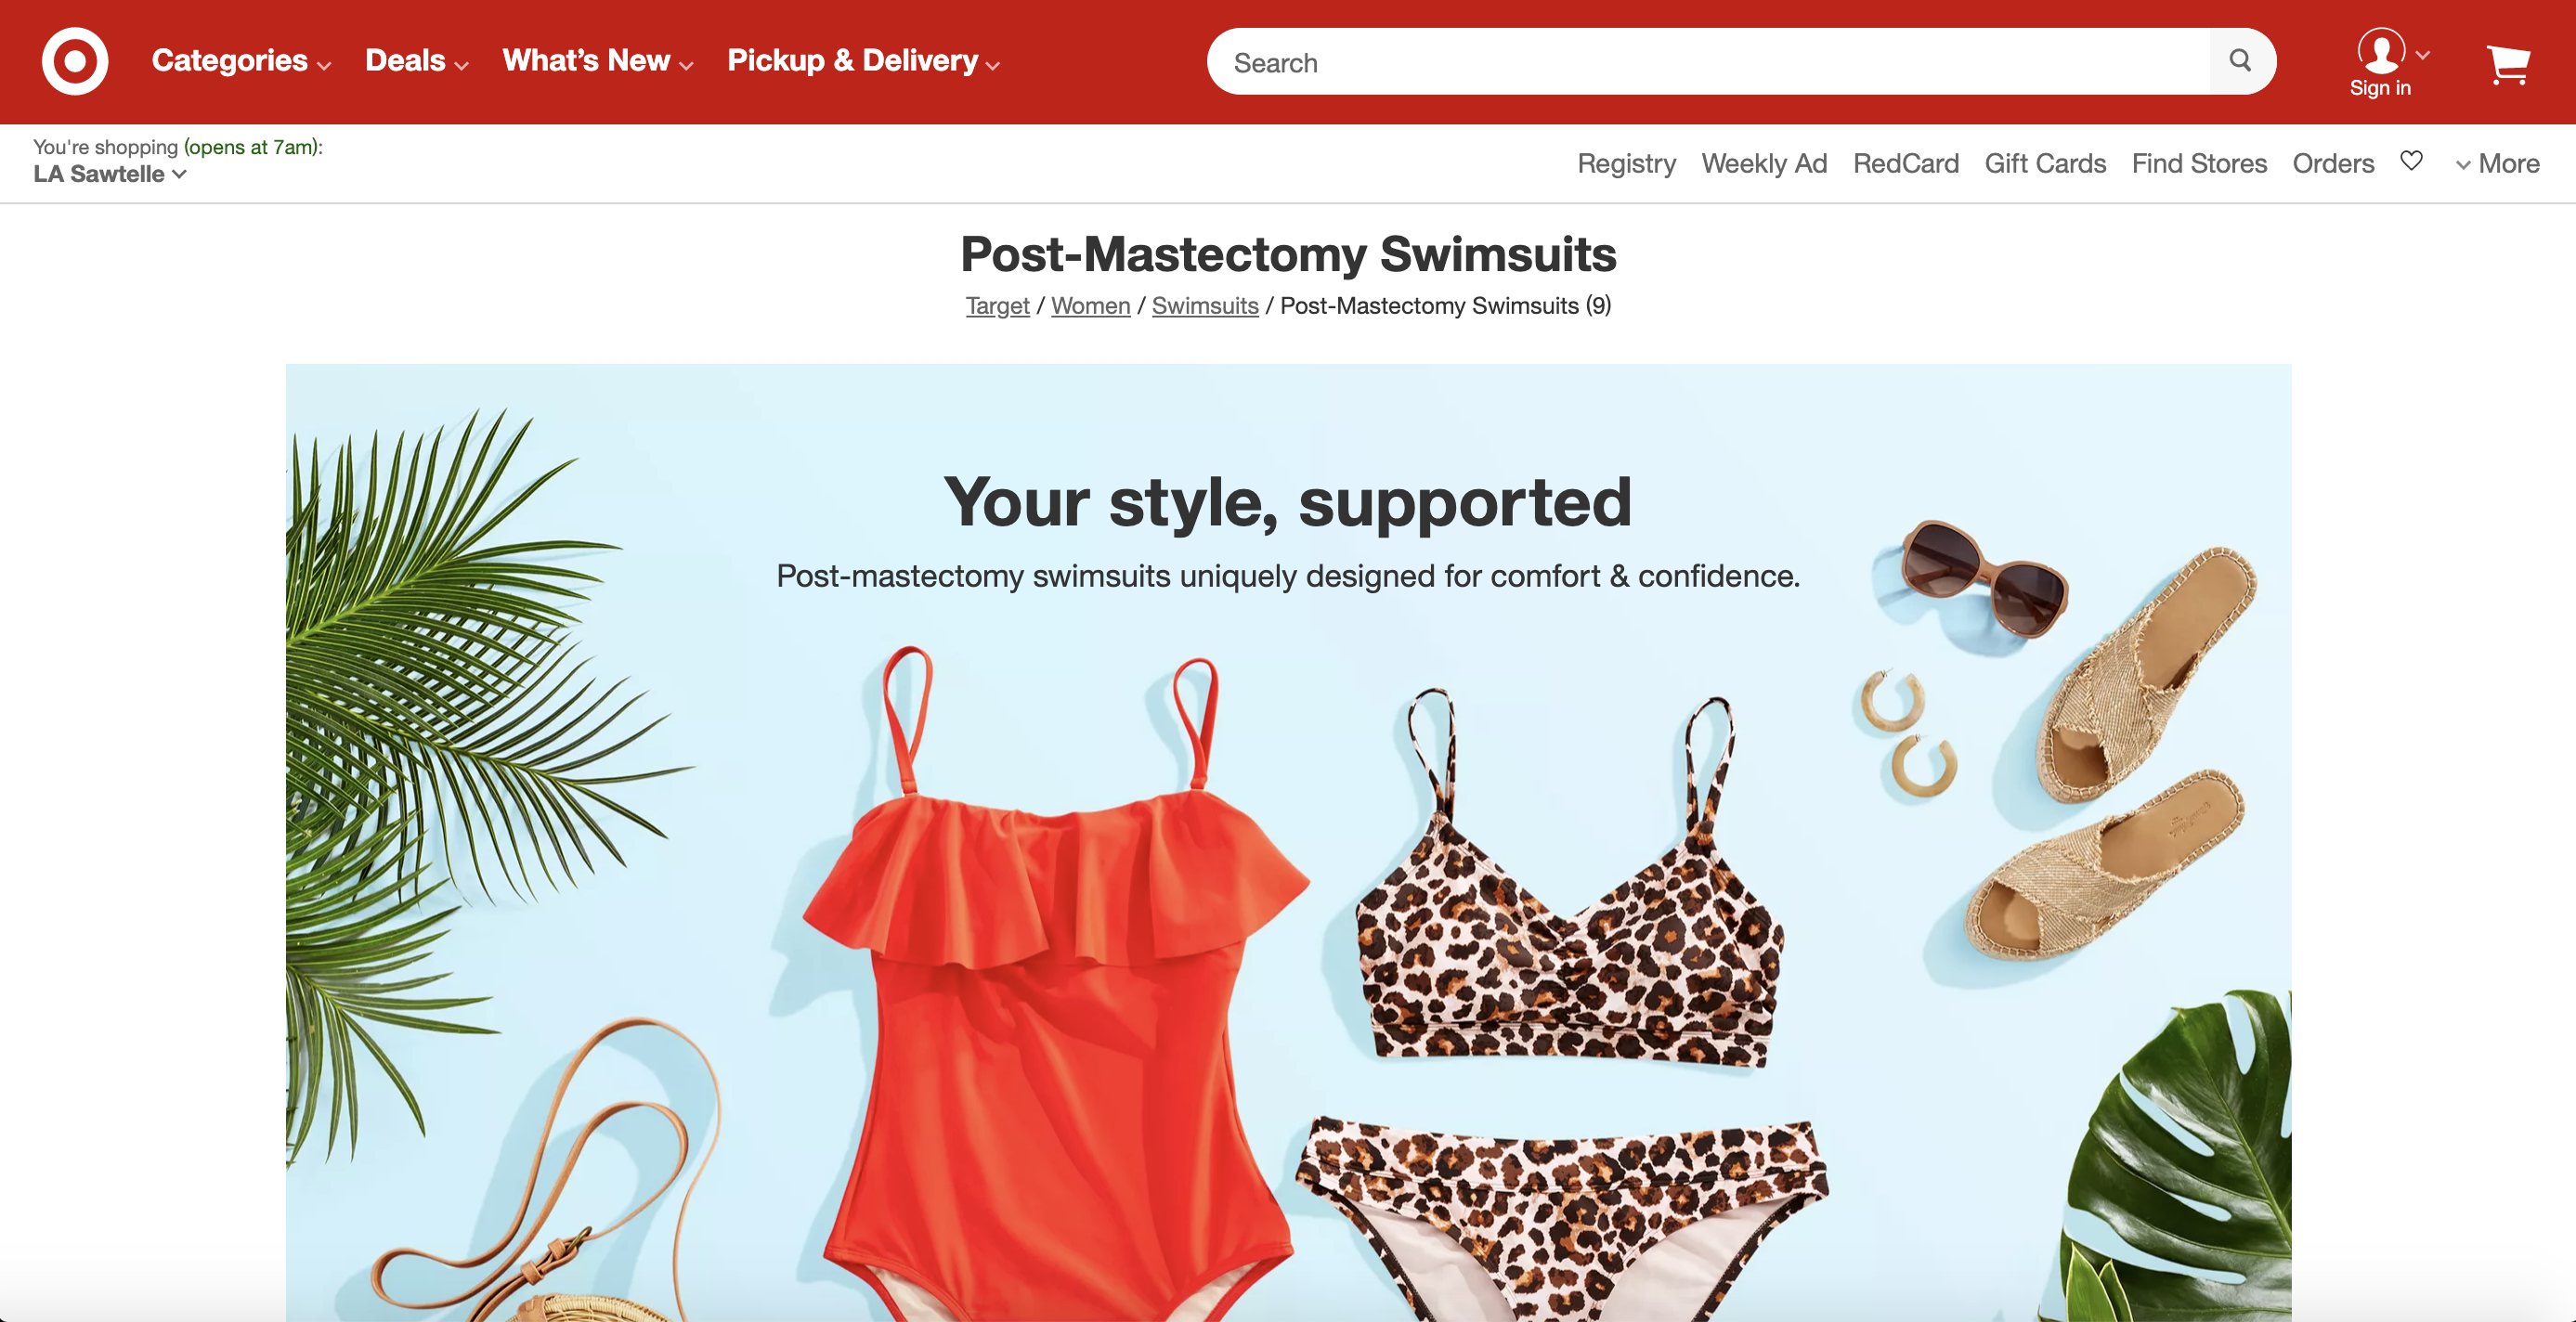 Categories Deals What's New Pickup & Delivery Search Sign in
You're shopping (opens at 7am):
LA Sawtelle
Registry Weekly Ad RedCard Gift Cards Find Stores Orders More
Post-Mastectomy Swimsuits
Target / Women / Swimsuits / Post-Mastectomy Swimsuits (9)
Your style, supported
Post-mastectomy swimsuits uniquely designed for comfort & confidence.